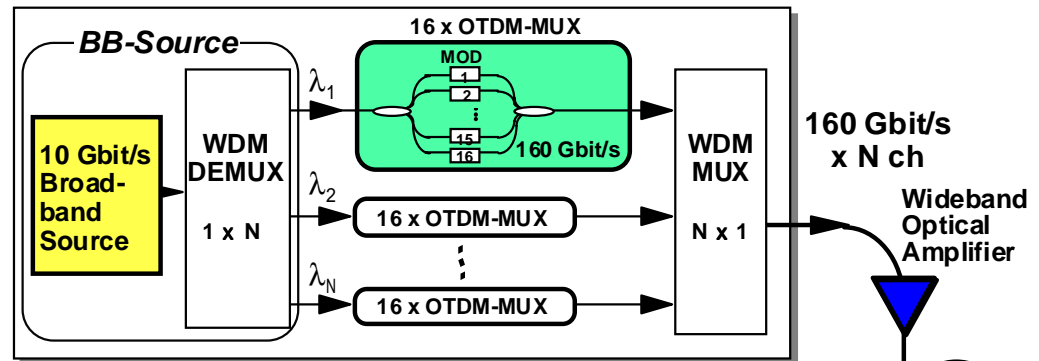 16 x OTDM-MUX
BB-Source
MOD
1
2
15
16
160 Gbit/s
λ1
10 Gbit/s
Broad-
band
Source
WDM
DEMUX
1 x N
λ2
16 x OTDM-MUX
λN
16 x OTDM-MUX
WDM
MUX
N x 1
160 Gbit/s
x N ch
Wideband
Optical
Amplifier